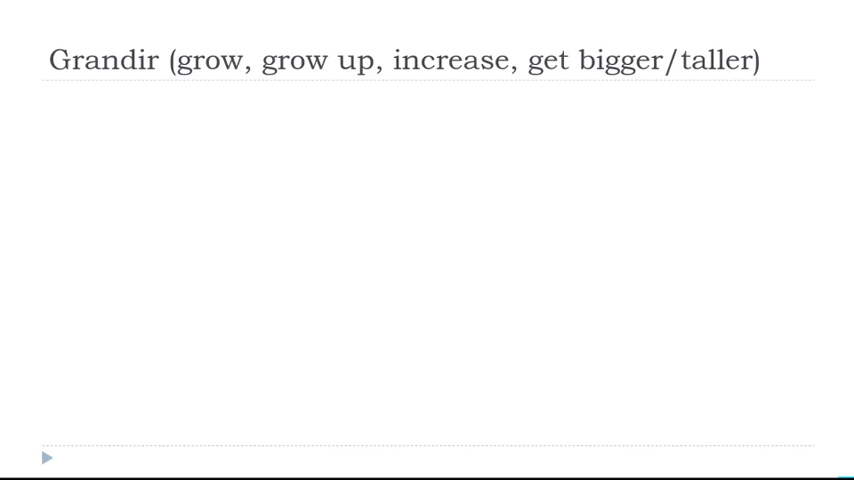 Grandir (grow, grow up, increase, get bigger/taller)